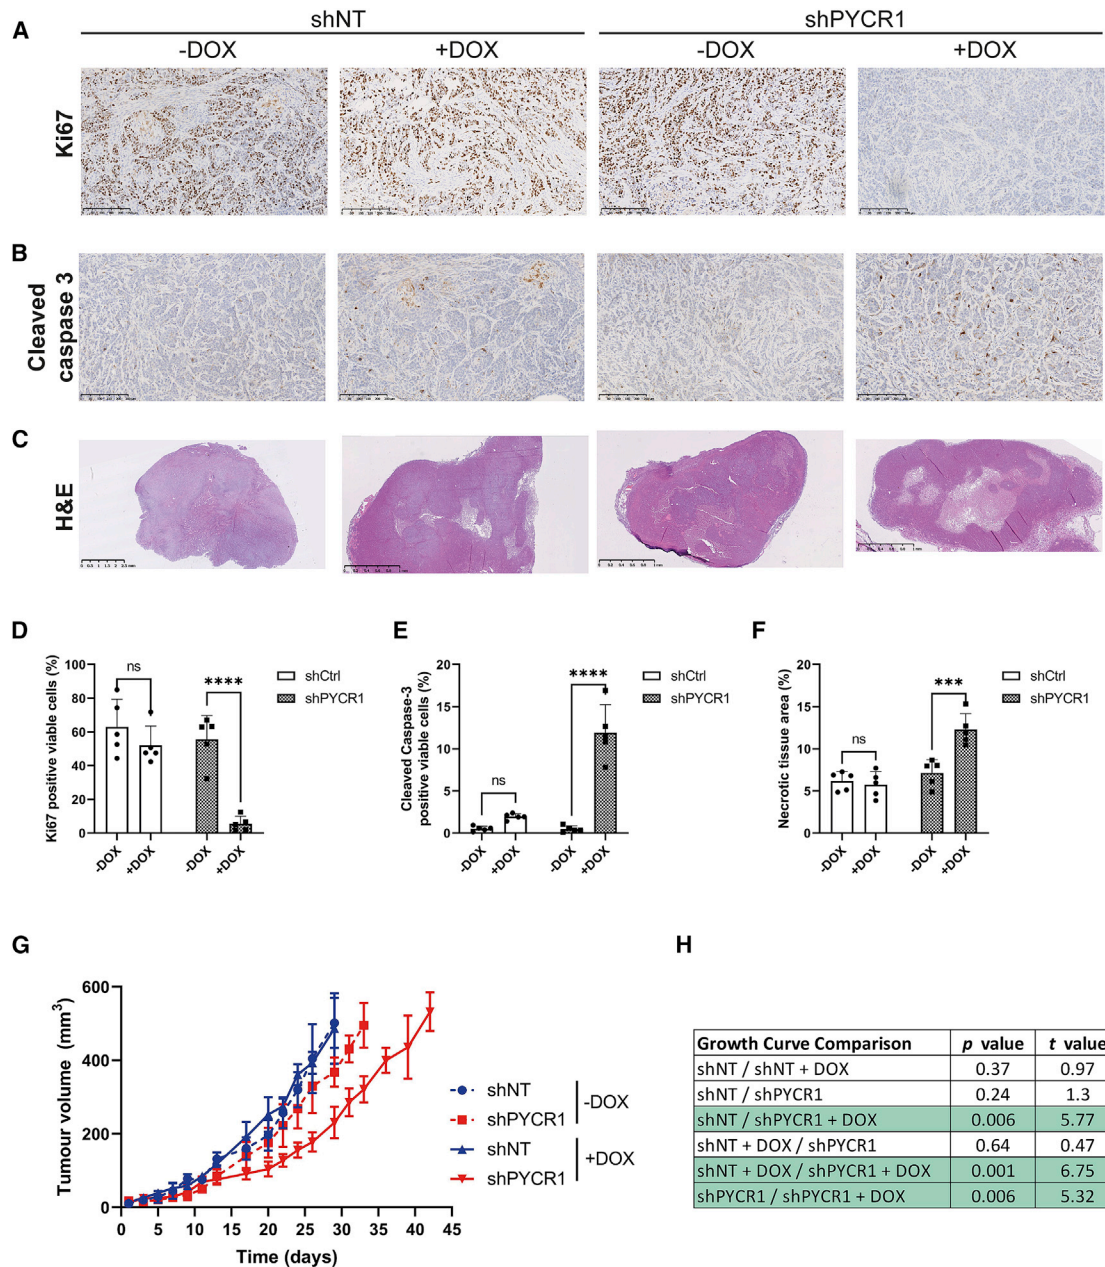 A
shNT
shPYCR1
-DOX
+DOX
-DOX
+DOX
Ki67
B
Cleaved
caspase 3
C
H&E
D
E
F
Ki67 positive viable cells (%)
100
80
60
40
20
0
ns
****
shCtrl
shPYCR1
-DOX
+DOX
-DOX
+DOX
Cleaved Caspase-3
positive viable cells (%)
20
15
10
5
0
ns
****
shCtrl
shPYCR1
-DOX
+DOX
-DOX
+DOX
Necrotic tissue area (%)
20
15
10
5
0
ns
***
shCtrl
shPYCR1
-DOX
+DOX
-DOX
+DOX
G
Tumour volume (mm³)
600
400
200
0
0 5 10 15 20 25 30 35 40 45
Time (days)
shNT
shPYCR1
-DOX
shNT
shPYCR1
+DOX
H
Growth Curve Comparison p value t value
shNT / shNT + DOX 0.37 0.97
shNT / shPYCR1 0.24 1.3
shNT / shPYCR1 + DOX 0.006 5.77
shNT + DOX / shPYCR1 0.64 0.47
shNT + DOX / shPYCR1 + DOX 0.001 6.75
shPYCR1 / shPYCR1 + DOX 0.006 5.32